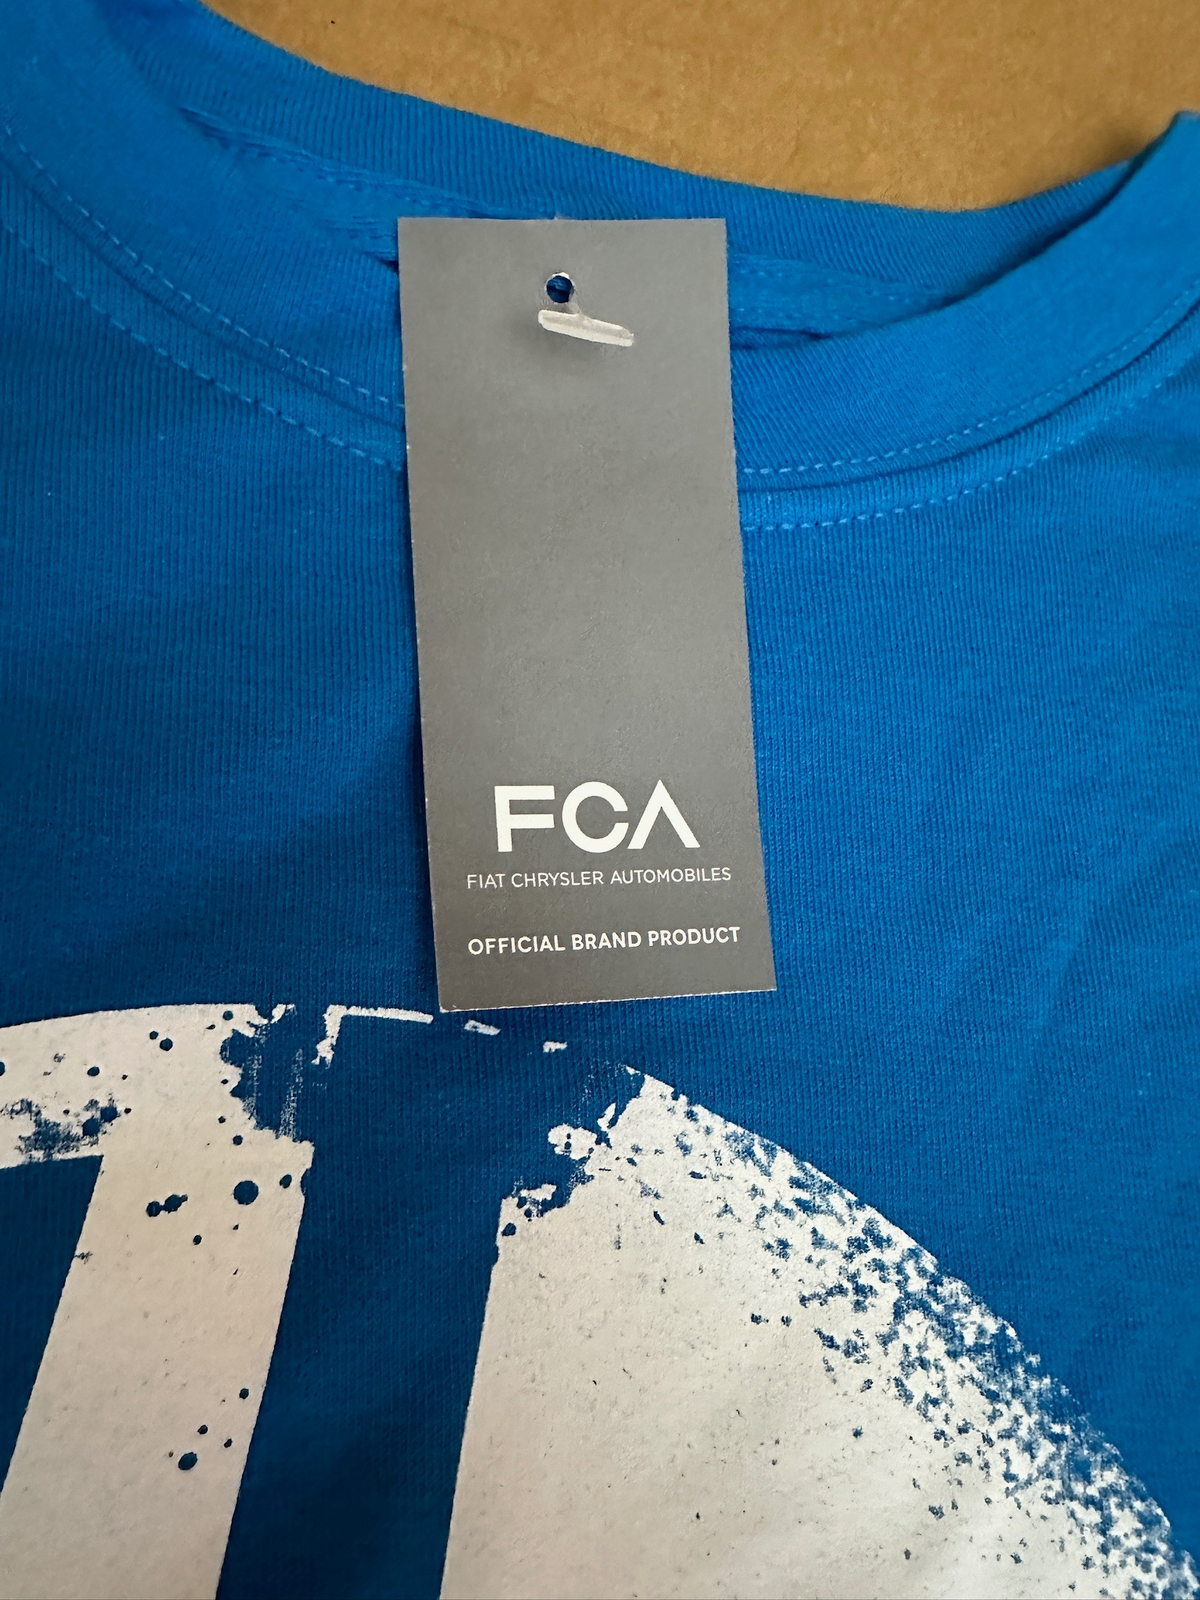 FCA
FIAT CHRYSLER AUTOMOBILES
OFFICIAL BRAND PRODUCT